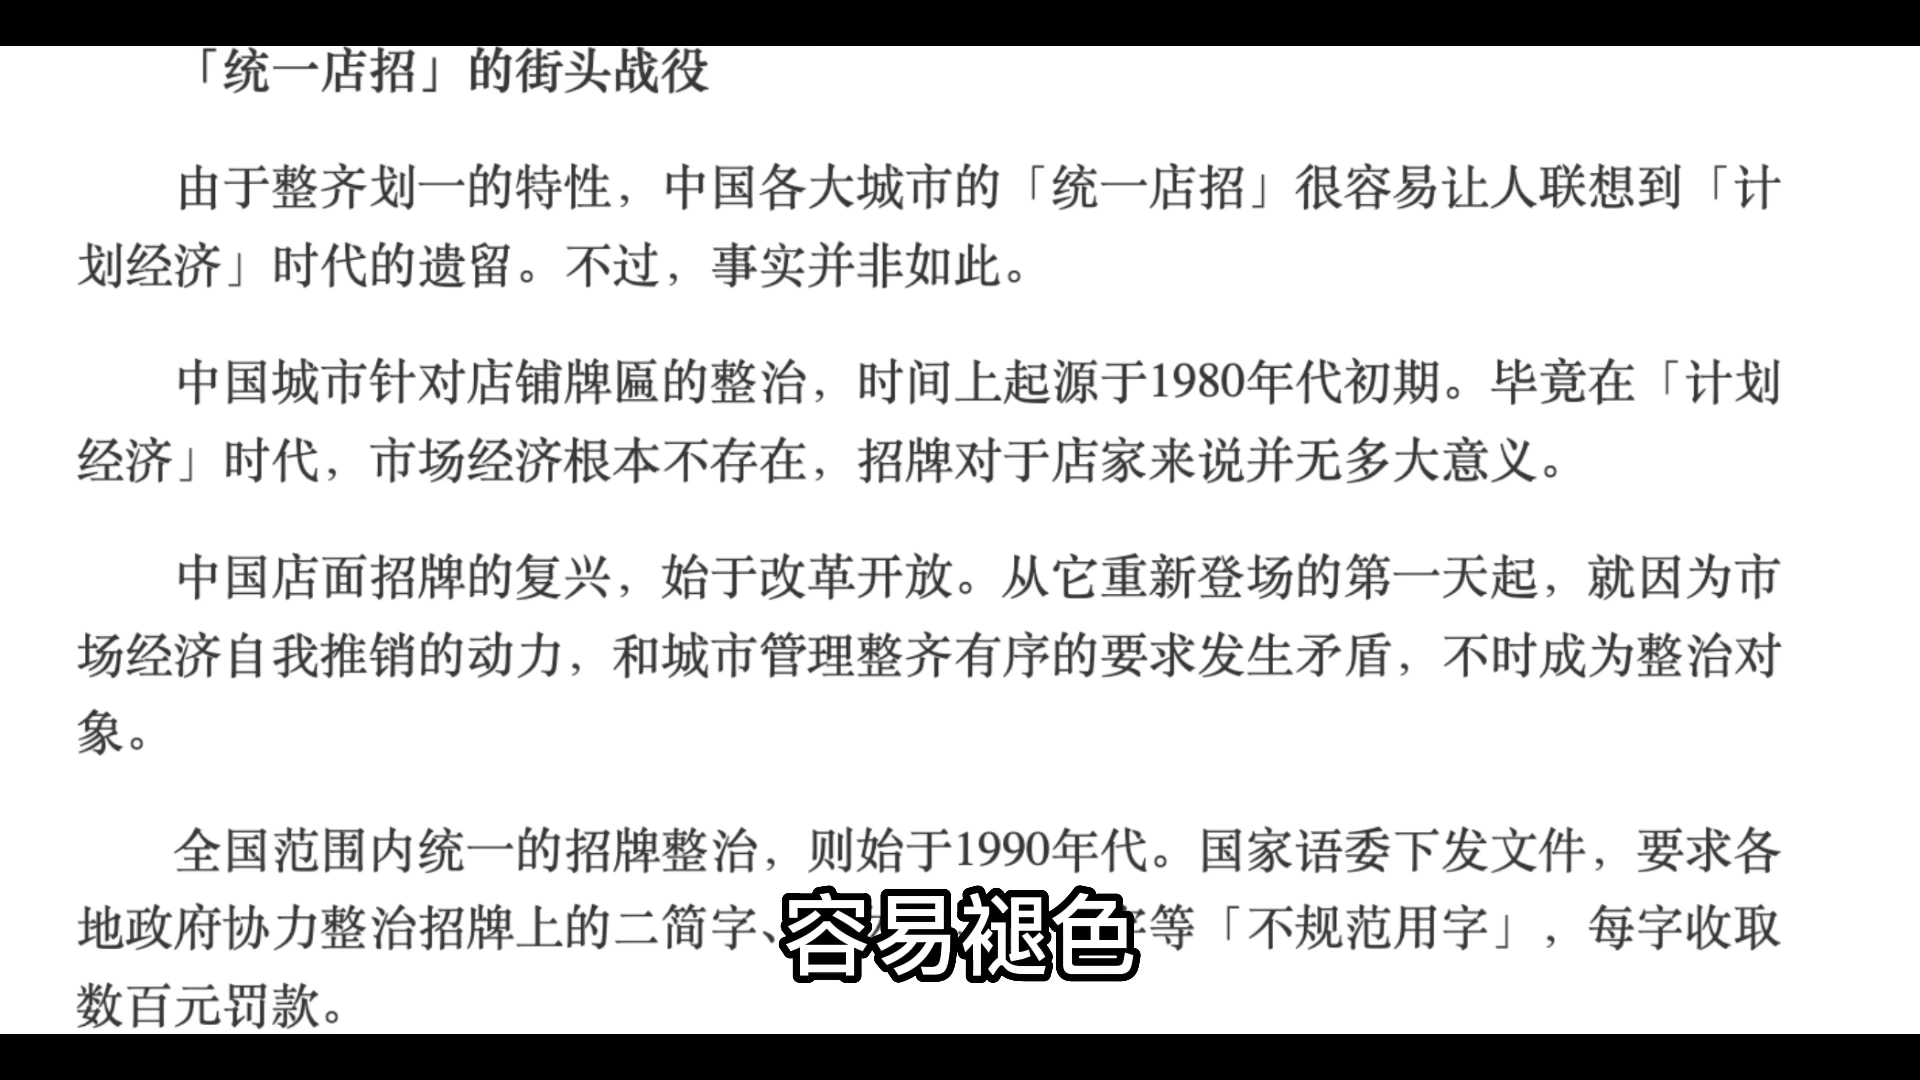 「统一店招」的街头战役
由于整齐划一的特性，中国各大城市的「统一店招」很容易让人联想到「计
划经济」时代的遗留。不过，事实并非如此。
中国城市针对店铺牌匾的整治，时间上起源于1980年代初期。毕竟在「计划
经济」时代，市场经济根本不存在，招牌对于店家来说并无多大意义。
中国店面招牌的复兴，始于改革开放。从它重新登场的第一天起，就因为市
场经济自我推销的动力，和城市管理整齐有序的要求发生矛盾，不时成为整治对
象。
全国范围内统一的招牌整治，则始于1990年代。国家语委下发文件，要求各
地政府协力整治招牌上的二简字、字等「不规范用字」，每字收取
数百元罚款。
容易褪色